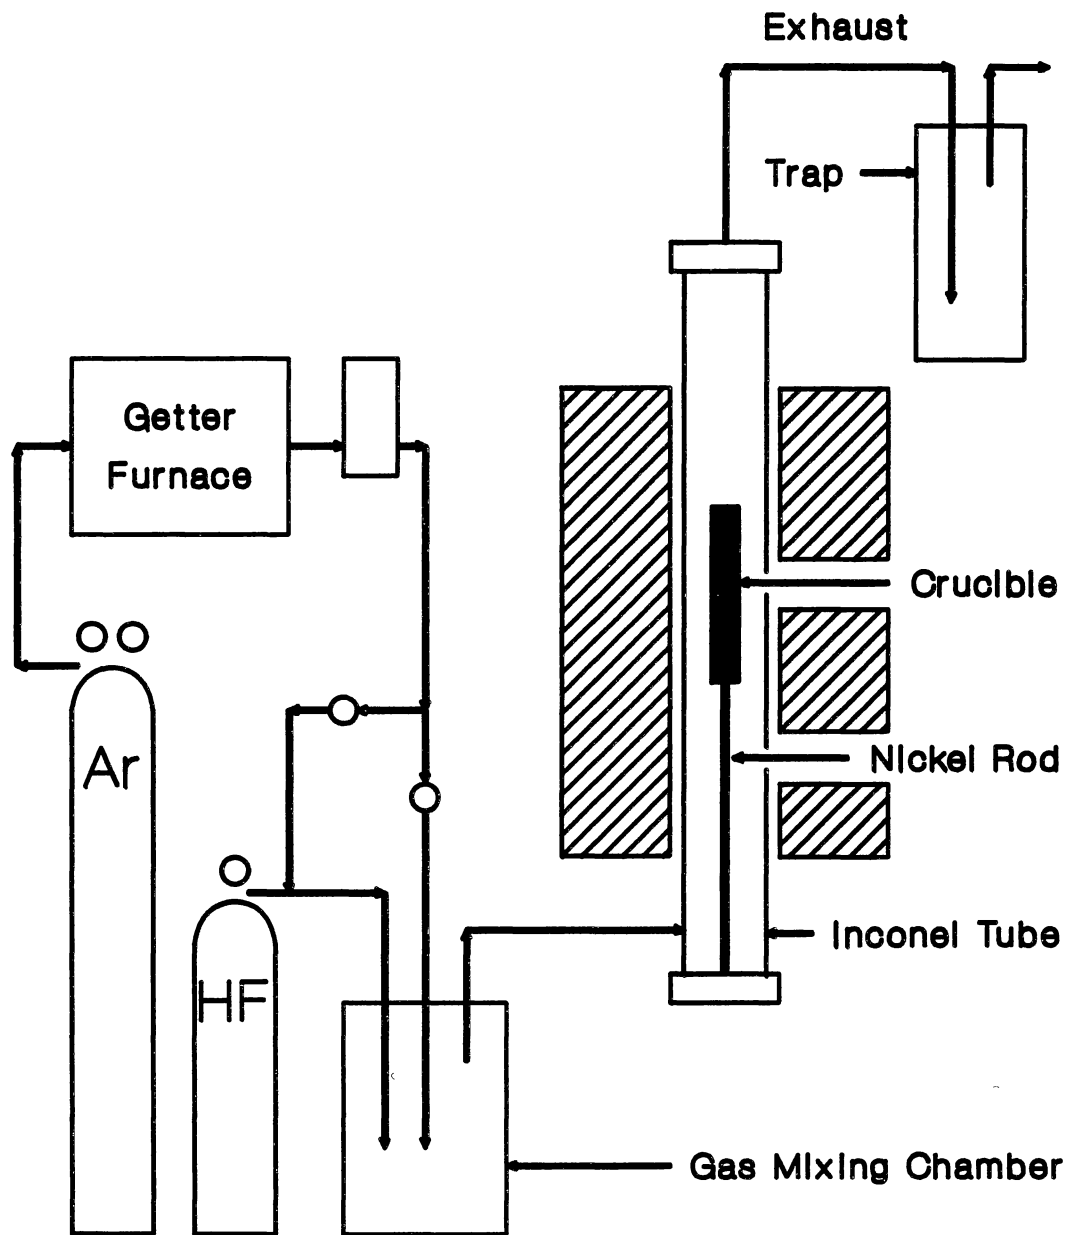 Exhaust
Trap
Getter
Furnace
Crucible
Ar
Nickel Rod
Inconel Tube
HF
Gas Mixing Chamber